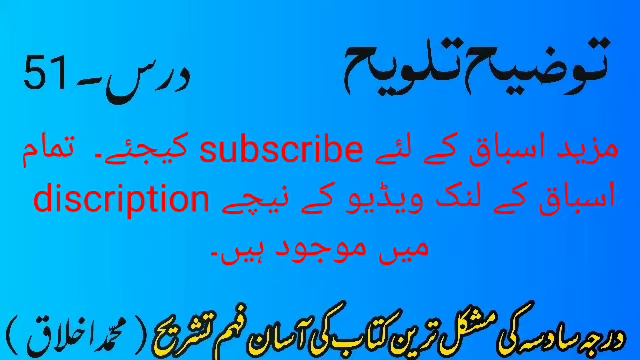 توضیح تلویح
درس۔51
مزید اسباق کے لئے subscribe کیجئے۔ تمام
اسباق کے لنک ویڈیو کے نیچے discription
میں موجود ہیں۔
درجہ سادسہ کی مشکل ترین کتاب کی آسان فہم تشریح (محمد اخلاق)